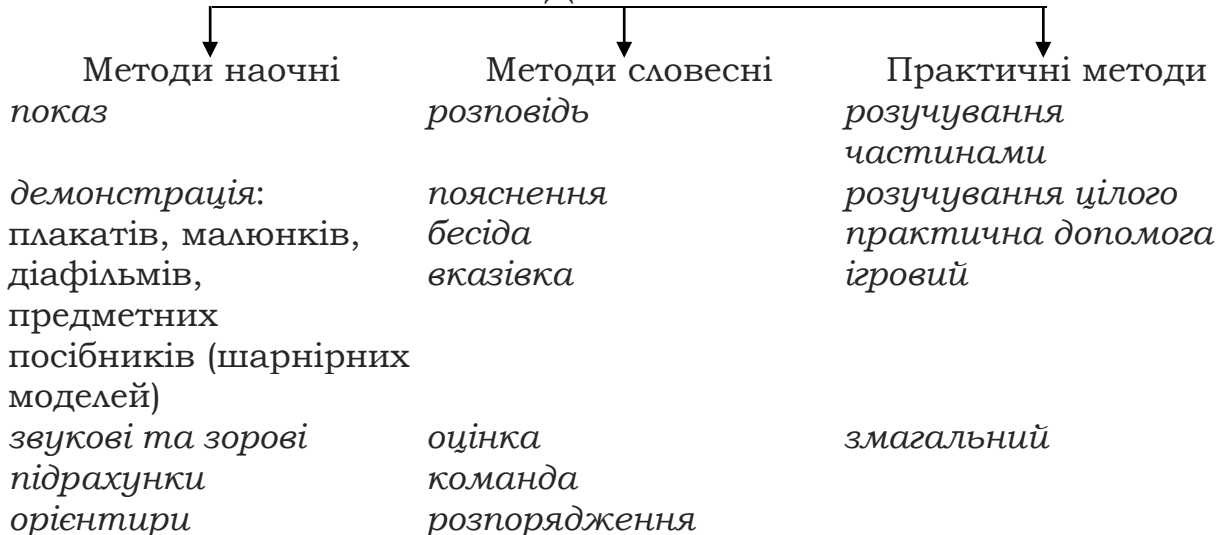 Методи наочні Методи словесні Практичні методи
показ розповідь розучування
частинами
демонстрація: пояснення розучування цілого
плакатів, малюнків, бесіда практична допомога
діафільмів, вказівка ігровий
предметних
посібників (шарнірних
моделей)
звукові та зорові оцінка змагальний
підрахунки команда
орієнтири розпорядження